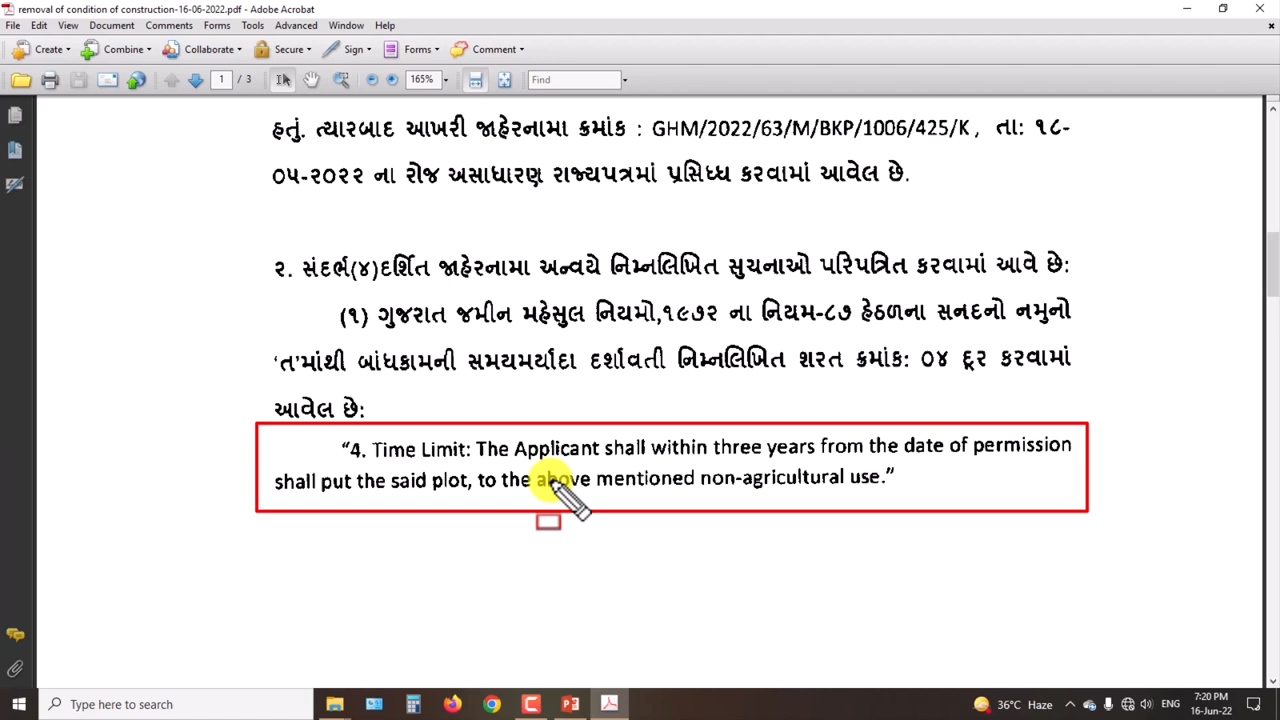 removal of condition of construction-16-06-2022.pdf - Adobe Acrobat
File Edit View Document Comments Forms Tools Advanced Window Help
Create Combine Collaborate Secure Sign Forms Comment
1 / 3 165% Find
હતું. ત્યારબાદ આખરી જાહેરનામા ક્રમાંક : GHM/2022/63/M/BKP/1006/425/K, તા: ૧૮-
૦૫-૨૦૨૨ ના રોજ અસાધારણ રાજ્યપત્રમાં પ્રસિધ્ધ કરવામાં આવેલ છે.
૨. સંદર્ભ(૪)દર્શિત જાહેરનામા અન્વયે નિમ્નલિખિત સુચનાઓ પરિપત્રિત કરવામાં આવે છે:
(૧) ગુજરાત જમીન મહેસુલ નિયમો,૧૯૭૨ ના નિયમ-૮૭ હેઠળના સનદનો નમુનો
‘ત’માંથી બાંધકામની સમયમર્યાદા દર્શાવતી નિમ્નલિખિત શરત ક્રમાંક: ૦૪ દૂર કરવામાં
આવેલ છે:
“4. Time Limit: The Applicant shall within three years from the date of permission
shall put the said plot, to the above mentioned non-agricultural use.”
Type here to search
36°C Haze ENG 7:20 PM
16-Jun-22